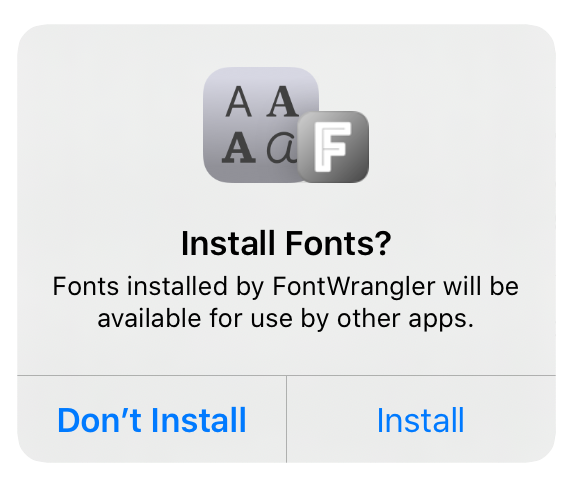 A A
A @
F
Install Fonts?
Fonts installed by FontWrangler will be
available for use by other apps.
Don’t Install
Install